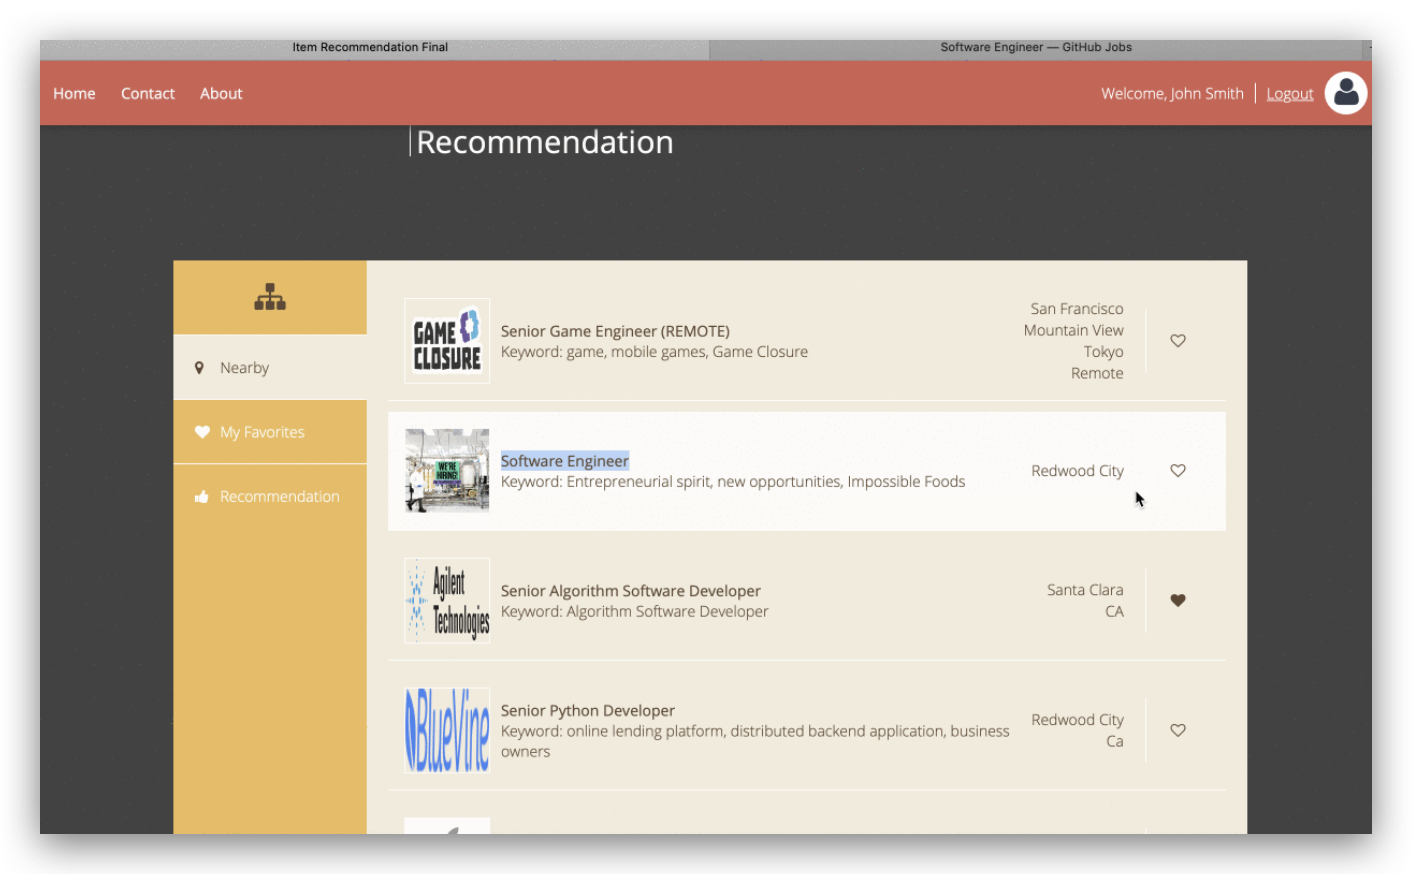 Item Recommendation Final
Software Engineer — GitHub Jobs
Home
Contact
About
Welcome, John Smith
Logout
Recommendation
Nearby
My Favorites
Recommendation
GAME
CLOSURE
Senior Game Engineer (REMOTE)
Keyword: game, mobile games, Game Closure
San Francisco
Mountain View
Tokyo
Remote
WE'RE
HIRING!
Software Engineer
Keyword: Entrepreneurial spirit, new opportunities, Impossible Foods
Redwood City
Agilent
Technologies
Senior Algorithm Software Developer
Keyword: Algorithm Software Developer
Santa Clara
CA
BlueVine
Senior Python Developer
Keyword: online lending platform, distributed backend application, business
owners
Redwood City
Ca